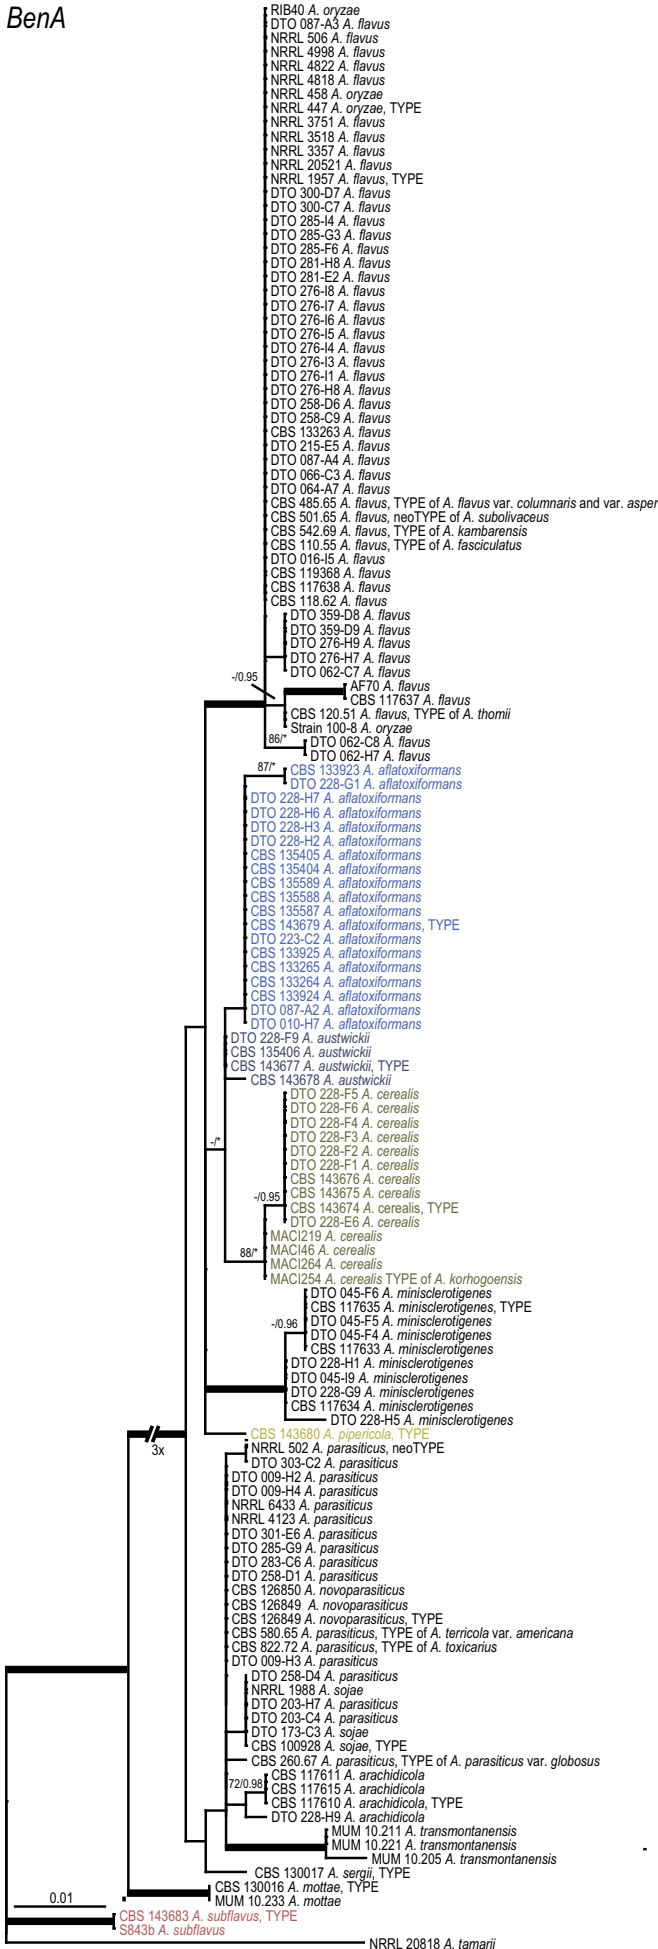 BenA
RIB40 A. oryzae
DTO 087-A3 A. flavus
NRRL 506 A. flavus
NRRL 4998 A. flavus
NRRL 4822 A. flavus
NRRL 4818 A. flavus
NRRL 458 A. oryzae
NRRL 447 A. oryzae, TYPE
NRRL 3751 A. flavus
NRRL 3518 A. flavus
NRRL 3357 A. flavus
NRRL 20521 A. flavus
NRRL 1957 A. flavus, TYPE
DTO 300-D7 A. flavus
DTO 300-C7 A. flavus
DTO 285-I4 A. flavus
DTO 285-G3 A. flavus
DTO 285-F6 A. flavus
DTO 281-H8 A. flavus
DTO 281-E2 A. flavus
DTO 276-I8 A. flavus
DTO 276-I7 A. flavus
DTO 276-I6 A. flavus
DTO 276-I5 A. flavus
DTO 276-I4 A. flavus
DTO 276-I3 A. flavus
DTO 276-I1 A. flavus
DTO 276-H8 A. flavus
DTO 258-D6 A. flavus
DTO 258-C9 A. flavus
CBS 133263 A. flavus
DTO 215-E5 A. flavus
DTO 087-A4 A. flavus
DTO 066-C3 A. flavus
DTO 064-A7 A. flavus
CBS 485.65 A. flavus, TYPE of A. flavus var. columnaris and var. asper
CBS 501.65 A. flavus, neoTYPE of A. subolivaceus
CBS 542.69 A. flavus, TYPE of A. kambarensis
CBS 110.55 A. flavus, TYPE of A. fasciculatus
DTO 016-I5 A. flavus
CBS 119368 A. flavus
CBS 117638 A. flavus
CBS 118.62 A. flavus
DTO 359-D8 A. flavus
DTO 359-D9 A. flavus
DTO 276-H9 A. flavus
DTO 276-H7 A. flavus
DTO 062-C7 A. flavus
-/0.95
AF70 A. flavus
CBS 117637 A. flavus
CBS 120.51 A. flavus, TYPE of A. thomii
Strain 100-8 A. oryzae
86/*
DTO 062-C8 A. flavus
DTO 062-H7 A. flavus
87/*
CBS 133923 A. aflatoxiformans
DTO 228-G1 A. aflatoxiformans
DTO 228-H7 A. aflatoxiformans
DTO 228-H6 A. aflatoxiformans
DTO 228-H3 A. aflatoxiformans
DTO 228-H2 A. aflatoxiformans
CBS 135405 A. aflatoxiformans
CBS 135404 A. aflatoxiformans
CBS 135589 A. aflatoxiformans
CBS 135588 A. aflatoxiformans
CBS 135587 A. aflatoxiformans
CBS 143679 A. aflatoxiformans, TYPE
DTO 223-C2 A. aflatoxiformans
CBS 133925 A. aflatoxiformans
CBS 133265 A. aflatoxiformans
CBS 133264 A. aflatoxiformans
CBS 133924 A. aflatoxiformans
DTO 087-A2 A. aflatoxiformans
DTO 010-H7 A. aflatoxiformans
DTO 228-F9 A. austwickii
CBS 135406 A. austwickii
CBS 143677 A. austwickii, TYPE
CBS 143678 A. austwickii
-/*
DTO 228-F5 A. cerealis
DTO 228-F6 A. cerealis
DTO 228-F4 A. cerealis
DTO 228-F3 A. cerealis
DTO 228-F2 A. cerealis
DTO 228-F1 A. cerealis
CBS 143676 A. cerealis
CBS 143675 A. cerealis
-/0.95
CBS 143674 A. cerealis, TYPE
DTO 228-E6 A. cerealis
MACI219 A. cerealis
MACI46 A. cerealis
88/*
MACI264 A. cerealis
MACI254 A. cerealis TYPE of A. korhogoensis
DTO 045-F6 A. minisclerotigenes
CBS 117635 A. minisclerotigenes, TYPE
DTO 045-F5 A. minisclerotigenes
-/0.96
DTO 045-F4 A. minisclerotigenes
CBS 117633 A. minisclerotigenes
DTO 228-H1 A. minisclerotigenes
DTO 045-I9 A. minisclerotigenes
DTO 228-G9 A. minisclerotigenes
CBS 117634 A. minisclerotigenes
DTO 228-H5 A. minisclerotigenes
CBS 143680 A. pipericola, TYPE
3x
NRRL 502 A. parasiticus, neoTYPE
DTO 303-C2 A. parasiticus
DTO 009-H2 A. parasiticus
DTO 009-H4 A. parasiticus
NRRL 6433 A. parasiticus
NRRL 4123 A. parasiticus
DTO 301-E6 A. parasiticus
DTO 285-G9 A. parasiticus
DTO 283-C6 A. parasiticus
DTO 258-D1 A. parasiticus
CBS 126850 A. novoparasiticus
CBS 126849 A. novoparasiticus
CBS 126849 A. novoparasiticus, TYPE
CBS 580.65 A. parasiticus, TYPE of A. terricola var. americana
CBS 822.72 A. parasiticus, TYPE of A. toxicarius
DTO 009-H3 A. parasiticus
DTO 258-D4 A. parasiticus
NRRL 1988 A. sojae
DTO 203-H7 A. parasiticus
DTO 203-C4 A. parasiticus
DTO 173-C3 A. sojae
CBS 100928 A. sojae, TYPE
CBS 260.67 A. parasiticus, TYPE of A. parasiticus var. globosus
CBS 117611 A. arachidicola
72/0.98
CBS 117615 A. arachidicola
CBS 117610 A. arachidicola, TYPE
DTO 228-H9 A. arachidicola
MUM 10.211 A. transmontanensis
MUM 10.221 A. transmontanensis
MUM 10.205 A. transmontanensis
CBS 130017 A. sergii, TYPE
CBS 130016 A. mottae, TYPE
MUM 10.233 A. mottae
0.01
CBS 143683 A. subflavus, TYPE
S843b A. subflavus
NRRL 20818 A. tamarii